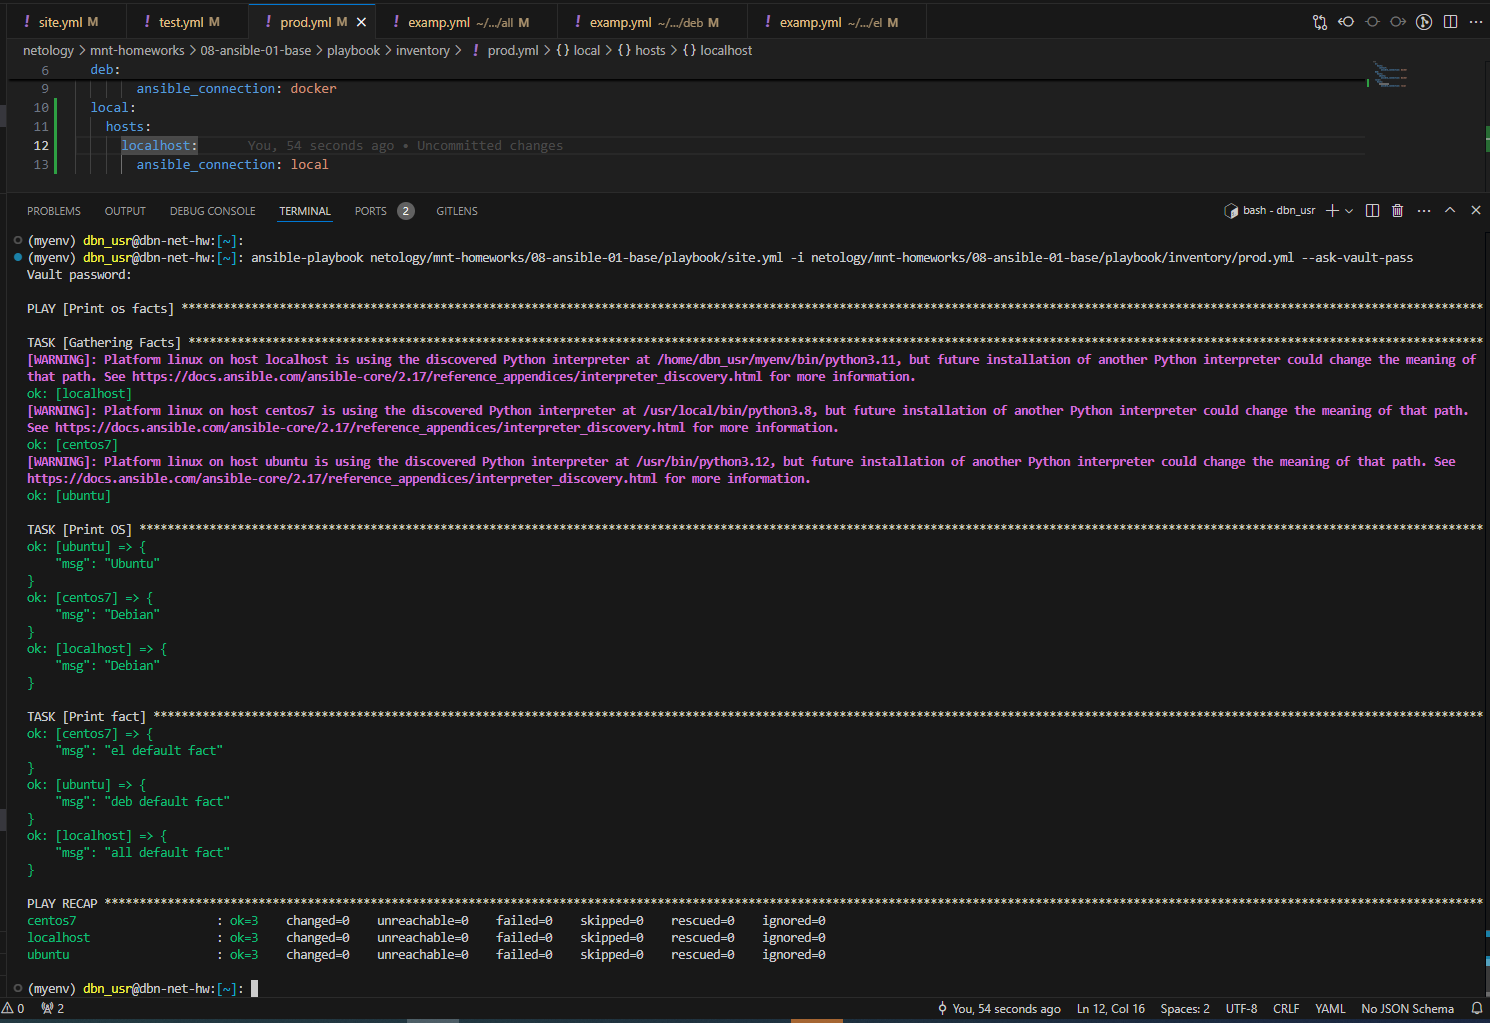 ! site.yml M ! test.yml M ! prod.yml M × ! examp.yml ~/.../all M ! examp.yml ~/.../deb M ! examp.yml ~/.../el M
netology > mnt-homeworks > 08-ansible-01-base > playbook > inventory > ! prod.yml > {} local > {} hosts > {} localhost
6 deb:
9 ansible_connection: docker
10 local:
11 hosts:
12 localhost: You, 54 seconds ago • Uncommitted changes
13 ansible_connection: local
PROBLEMS OUTPUT DEBUG CONSOLE TERMINAL PORTS 2 GITLENS bash - dbn_usr
(myenv) dbn_usr@dbn-net-hw:[~]:
(myenv) dbn_usr@dbn-net-hw:[~]: ansible-playbook netology/mnt-homeworks/08-ansible-01-base/playbook/site.yml -i netology/mnt-homeworks/08-ansible-01-base/playbook/inventory/prod.yml --ask-vault-pass
Vault password:
PLAY [Print os facts] ****************************************************************
TASK [Gathering Facts] ****************************************************************
[WARNING]: Platform linux on host localhost is using the discovered Python interpreter at /home/dbn_usr/myenv/bin/python3.11, but future installation of another Python interpreter could change the meaning of
that path. See https://docs.ansible.com/ansible-core/2.17/reference_appendices/interpreter_discovery.html for more information.
ok: [localhost]
[WARNING]: Platform linux on host centos7 is using the discovered Python interpreter at /usr/local/bin/python3.8, but future installation of another Python interpreter could change the meaning of that path.
See https://docs.ansible.com/ansible-core/2.17/reference_appendices/interpreter_discovery.html for more information.
ok: [centos7]
[WARNING]: Platform linux on host ubuntu is using the discovered Python interpreter at /usr/bin/python3.12, but future installation of another Python interpreter could change the meaning of that path. See
https://docs.ansible.com/ansible-core/2.17/reference_appendices/interpreter_discovery.html for more information.
ok: [ubuntu]
TASK [Print OS] ****************************************************************
ok: [ubuntu] => {
"msg": "Ubuntu"
}
ok: [centos7] => {
"msg": "Debian"
}
ok: [localhost] => {
"msg": "Debian"
}
TASK [Print fact] ****************************************************************
ok: [centos7] => {
"msg": "el default fact"
}
ok: [ubuntu] => {
"msg": "deb default fact"
}
ok: [localhost] => {
"msg": "all default fact"
}
PLAY RECAP ****************************************************************
centos7 : ok=3 changed=0 unreachable=0 failed=0 skipped=0 rescued=0 ignored=0
localhost : ok=3 changed=0 unreachable=0 failed=0 skipped=0 rescued=0 ignored=0
ubuntu : ok=3 changed=0 unreachable=0 failed=0 skipped=0 rescued=0 ignored=0
(myenv) dbn_usr@dbn-net-hw:[~]:
0 2 You, 54 seconds ago Ln 12, Col 16 Spaces: 2 UTF-8 CRLF YAML No JSON Schema